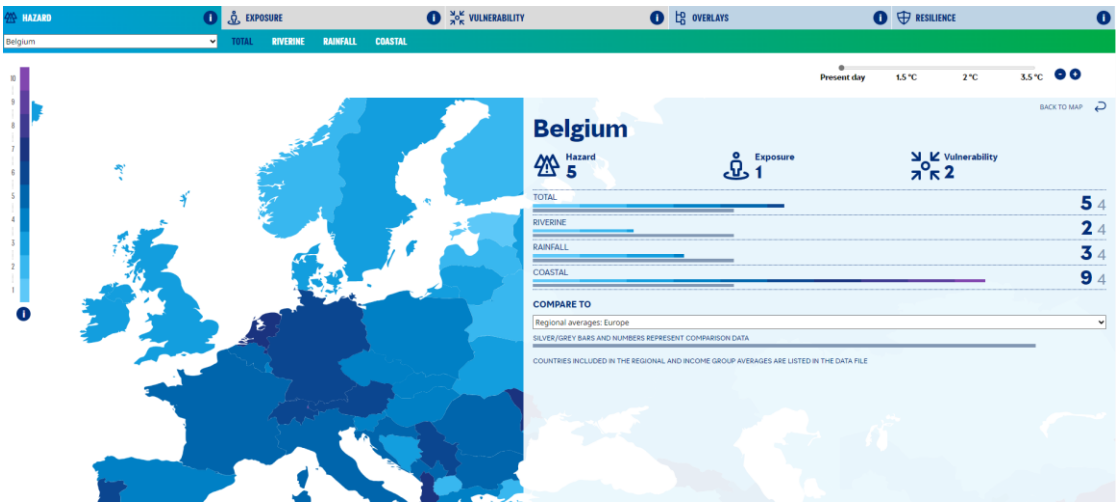 HAZARD i EXPOSURE i VULNERABILITY i OVERLAYS i RESILIENCE i
Belgium TOTAL RIVERINE RAINFALL COASTAL
Present day 1.5 °C 2 °C 3.5 °C - +
10
9
8
7
6
5
4
3
2
1
i
BACK TO MAP
Belgium
Hazard 5
Exposure 1
Vulnerability 2
TOTAL 5 4
RIVERINE 2 4
RAINFALL 3 4
COASTAL 9 4
COMPARE TO
Regional averages: Europe
SILVER/GREY BARS AND NUMBERS REPRESENT COMPARISON DATA
COUNTRIES INCLUDED IN THE REGIONAL AND INCOME GROUP AVERAGES ARE LISTED IN THE DATA FILE